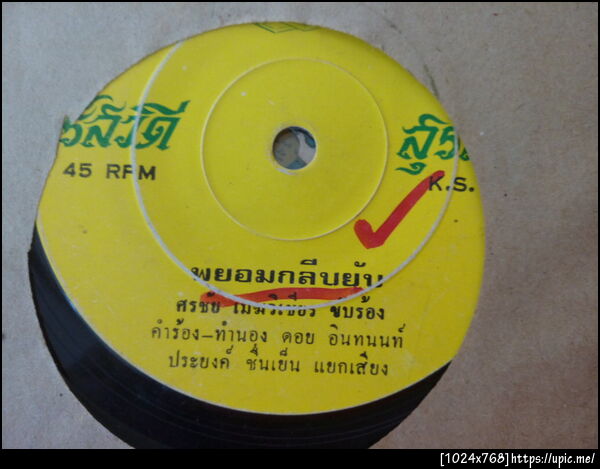 45 RPM
K.S.
พยอมกลีบยับ
ศรชัย เมฆวิเชียร ขับร้อง
คำร้อง–ทำนอง ดอย อินทนนท์
ประยงค์ ชื่นเย็น แยกเสียง
[1024x768]https://upic.me/